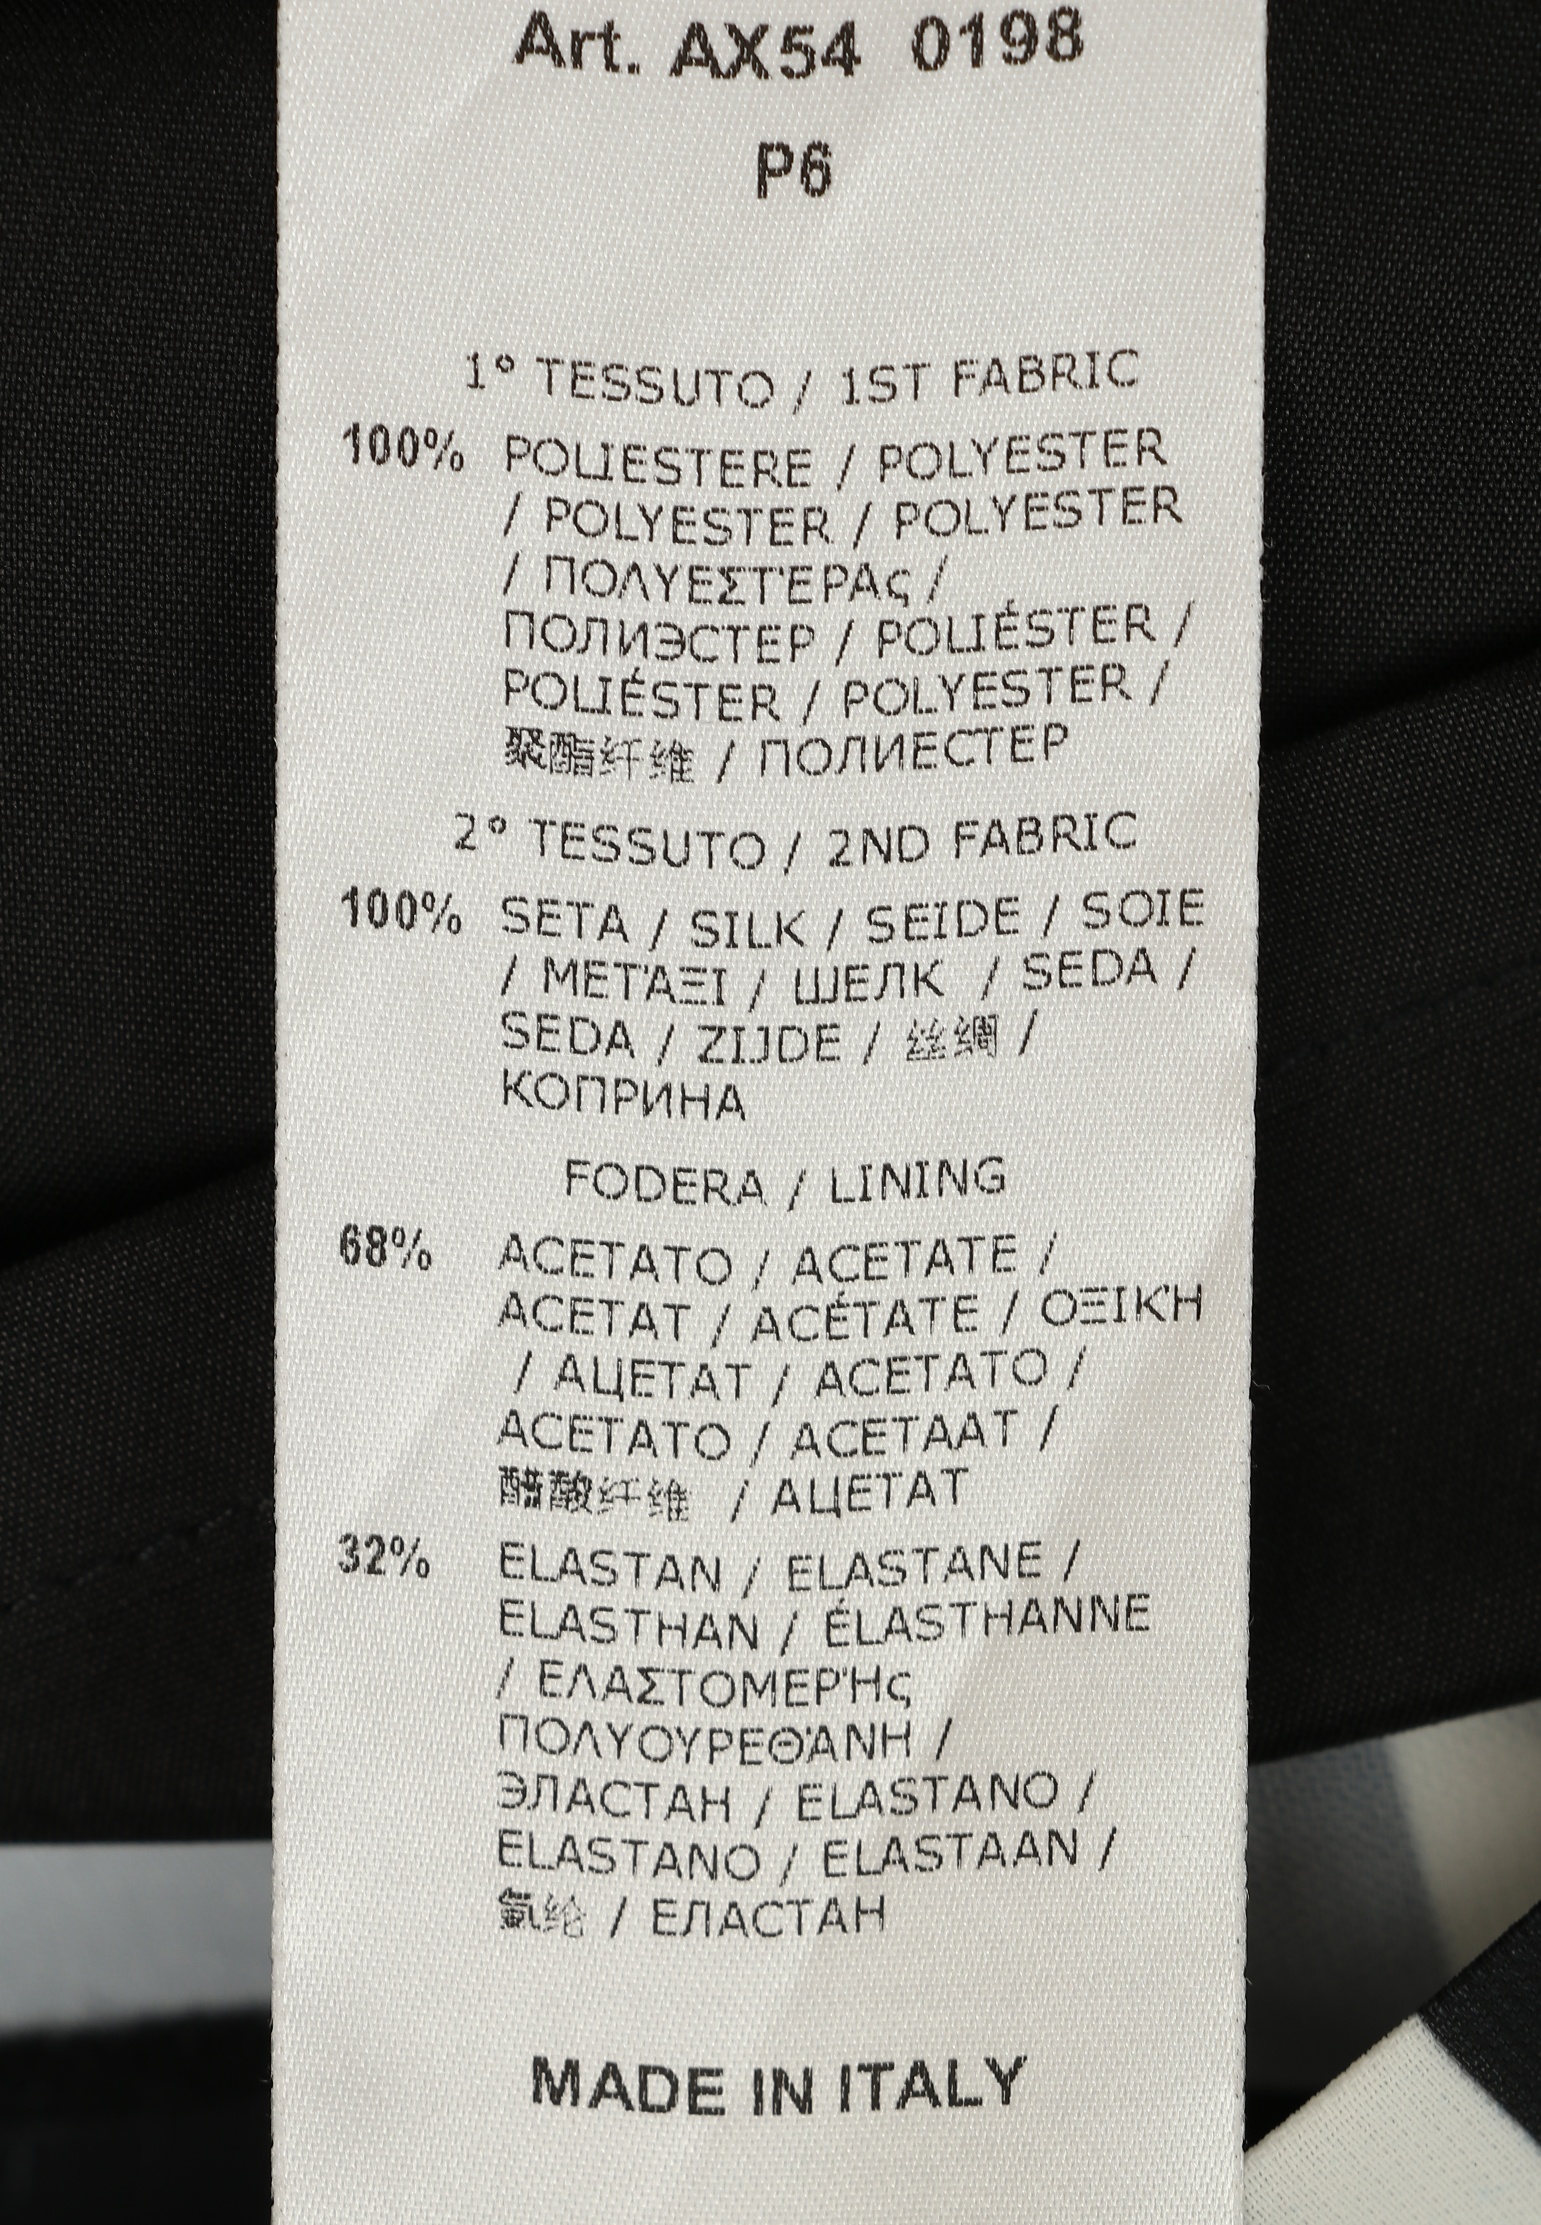 Art. AX54 0198
P6
1° TESSUTO / 1ST FABRIC
100% POLIESTERE / POLYESTER
/ POLYESTER / POLYESTER
/ ΠΟΛΥΕΣΤΈΡΑς /
ПОЛИЭСТЕР / POLIÉSTER /
POLIÉSTER / POLYESTER /
聚酯纤维 / ПОЛИЕСТЕР
2° TESSUTO / 2ND FABRIC
100% SETA / SILK / SEIDE / SOIE
/ ΜΕΤΆΞΙ / ШЕЛК / SEDA /
SEDA / ZIJDE / 丝绸 /
КОПРИНА
FODERA / LINING
68% ACETATO / ACETATE /
ACETAT / ACÉTATE / ΟΞΙΚΉ
/ АЦЕТАТ / ACETATO /
ACETATO / ACETAAT /
醋酸纤维 / АЦЕТАТ
32% ELASTAN / ELASTANE /
ELASTHAN / ÉLASTHANNE
/ ΕΛΑΣΤΟΜΕΡΉς
ΠΟΛΥΟΥΡΕΘΆΝΗ /
ЭЛАСТАН / ELASTANO /
ELASTANO / ELASTAAN /
氨纶 / ЕЛАСТАН
MADE IN ITALY